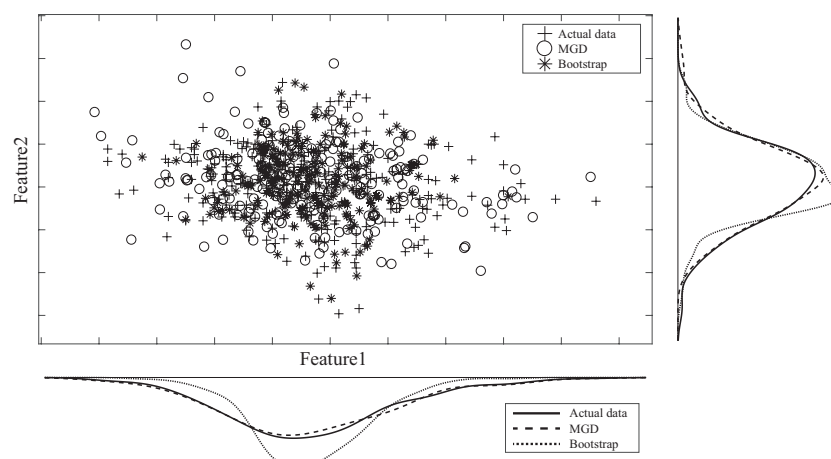 Actual data
MGD
Bootstrap
Feature2
Feature1
Actual data
MGD
Bootstrap